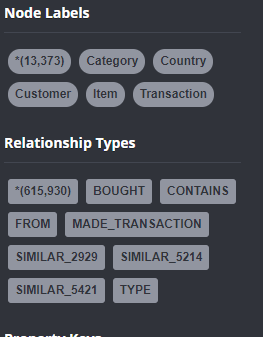 Node Labels
*(13,373) Category Country
Customer Item Transaction
Relationship Types
*(615,930) BOUGHT CONTAINS
FROM MADE_TRANSACTION
SIMILAR_2929 SIMILAR_5214
SIMILAR_5421 TYPE